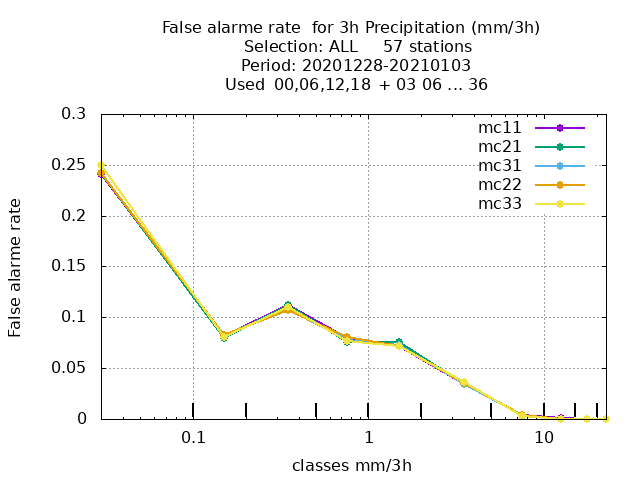 False alarme rate  for 3h Precipitation (mm/3h)
Selection: ALL     57 stations
Period: 20201228-20210103
Used  00,06,12,18 + 03 06 ... 36
0.3
0.25
0.2
0.15
0.1
0.05
0
False alarme rate
mc11
mc21
mc31
mc22
mc33
0.1 1 10
classes mm/3h